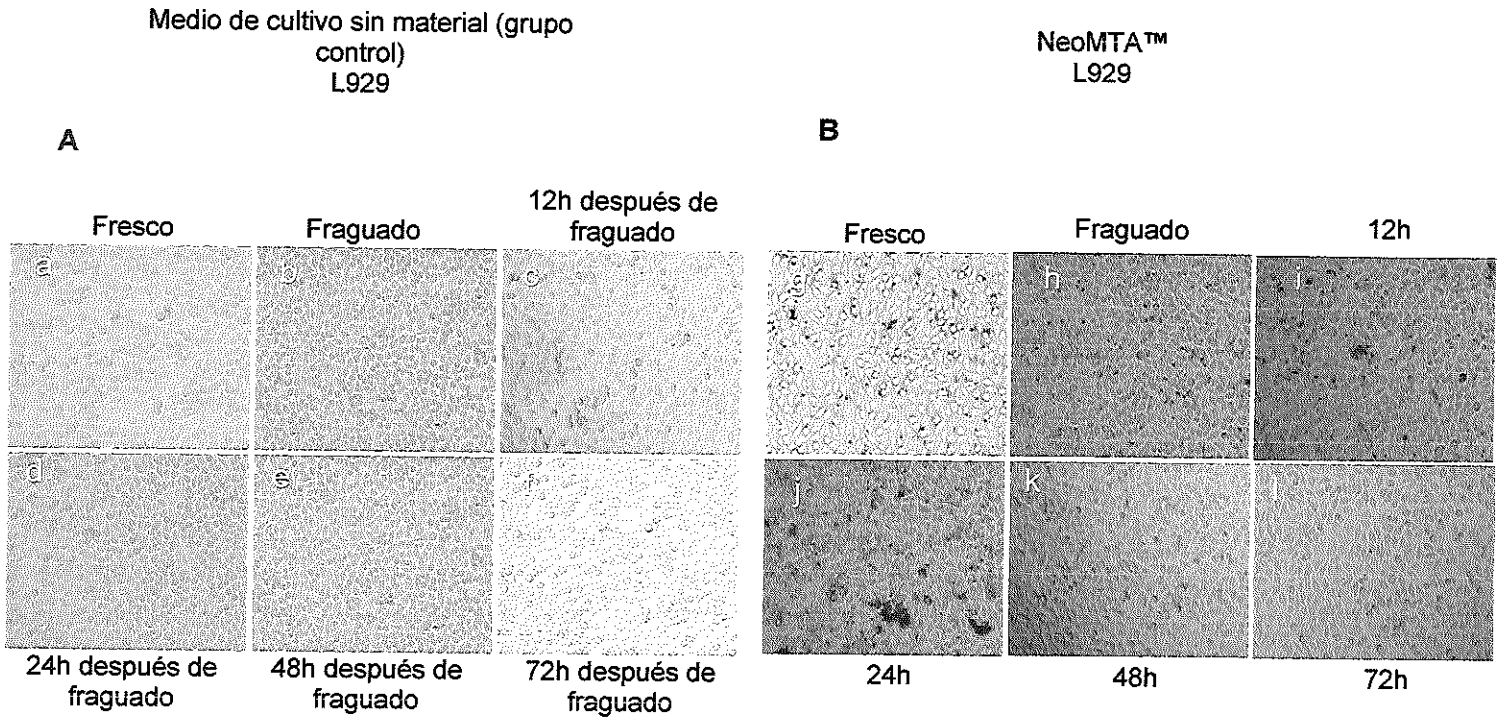 Medio de cultivo sin material (grupo
control)
L929
NeoMTA™
L929
A
B
Fresco
Fraguado
12h después de
fraguado
Fresco
Fraguado
12h
a
b
c
g
h
i
d
e
f
j
k
l
24h después de
fraguado
48h después de
fraguado
72h después de
fraguado
24h
48h
72h